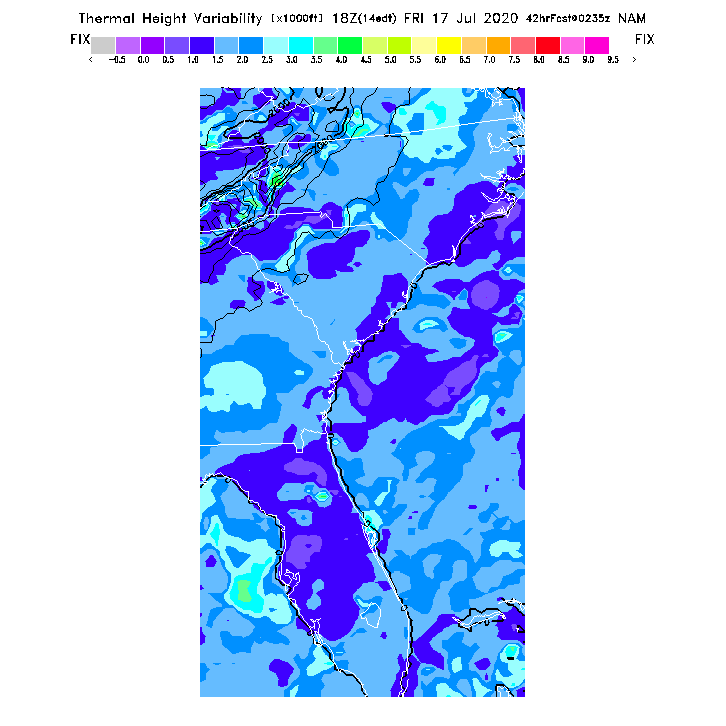 Thermal Height Variability [x1000ft] 18Z(14edt) FRI 17 Jul 2020 42hrFcst@0235z NAM
FIX FIX
< -0.5 0.0 0.5 1.0 1.5 2.0 2.5 3.0 3.5 4.0 4.5 5.0 5.5 6.0 6.5 7.0 7.5 8.0 8.5 9.0 9.5 >